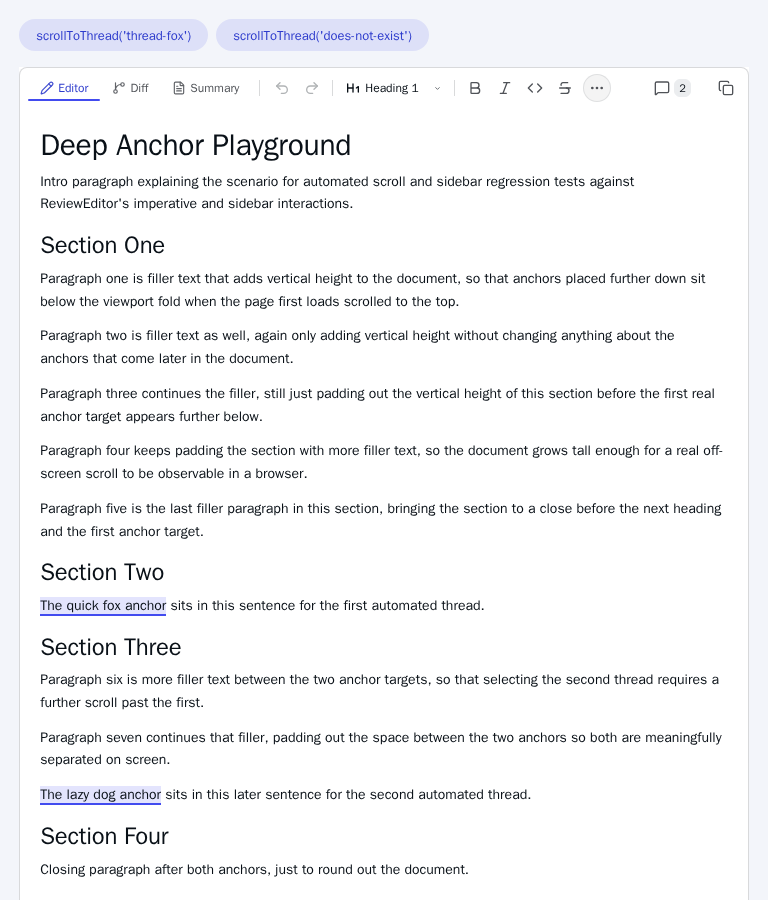 scrollToThread('thread-fox') scrollToThread('does-not-exist')
Editor Diff Summary H1 Heading 1 B I S 2
Deep Anchor Playground
Intro paragraph explaining the scenario for automated scroll and sidebar regression tests against
ReviewEditor's imperative and sidebar interactions.
Section One
Paragraph one is filler text that adds vertical height to the document, so that anchors placed further down sit
below the viewport fold when the page first loads scrolled to the top.
Paragraph two is filler text as well, again only adding vertical height without changing anything about the
anchors that come later in the document.
Paragraph three continues the filler, still just padding out the vertical height of this section before the first real
anchor target appears further below.
Paragraph four keeps padding the section with more filler text, so the document grows tall enough for a real off-
screen scroll to be observable in a browser.
Paragraph five is the last filler paragraph in this section, bringing the section to a close before the next heading
and the first anchor target.
Section Two
The quick fox anchor sits in this sentence for the first automated thread.
Section Three
Paragraph six is more filler text between the two anchor targets, so that selecting the second thread requires a
further scroll past the first.
Paragraph seven continues that filler, padding out the space between the two anchors so both are meaningfully
separated on screen.
The lazy dog anchor sits in this later sentence for the second automated thread.
Section Four
Closing paragraph after both anchors, just to round out the document.